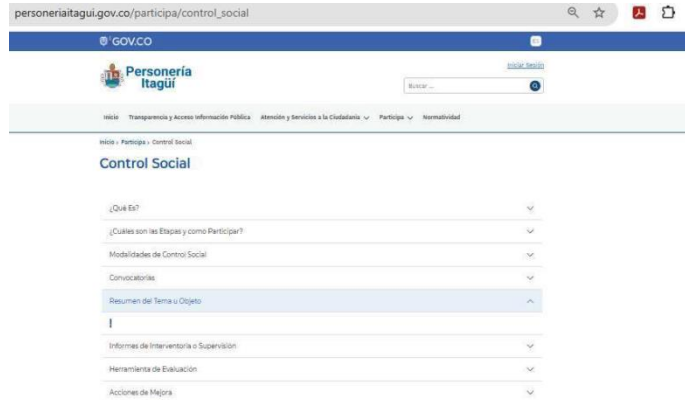 personeriaitagui.gov.co/participa/control_social
GOV.CO
Iniciar Sesión
Personería
Itagüí
Buscar ...
Inicio Transparencia y Acceso Información Pública Atención y Servicios a la Ciudadanía Participa Normatividad
Inicio > Participa > Control Social
Control Social
¿Qué Es?
¿Cuáles son las Etapas y como Participar?
Modalidades de Control Social
Convocatorias
Resumen del Tema u Objeto
Informes de Interventoría o Supervisión
Herramienta de Evaluación
Acciones de Mejora